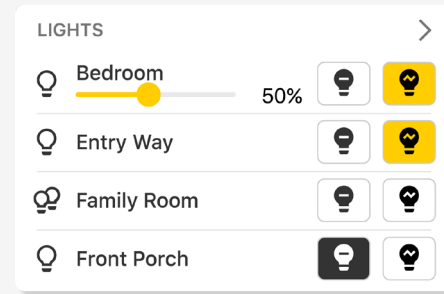 LIGHTS
Bedroom
50%
Entry Way
Family Room
Front Porch